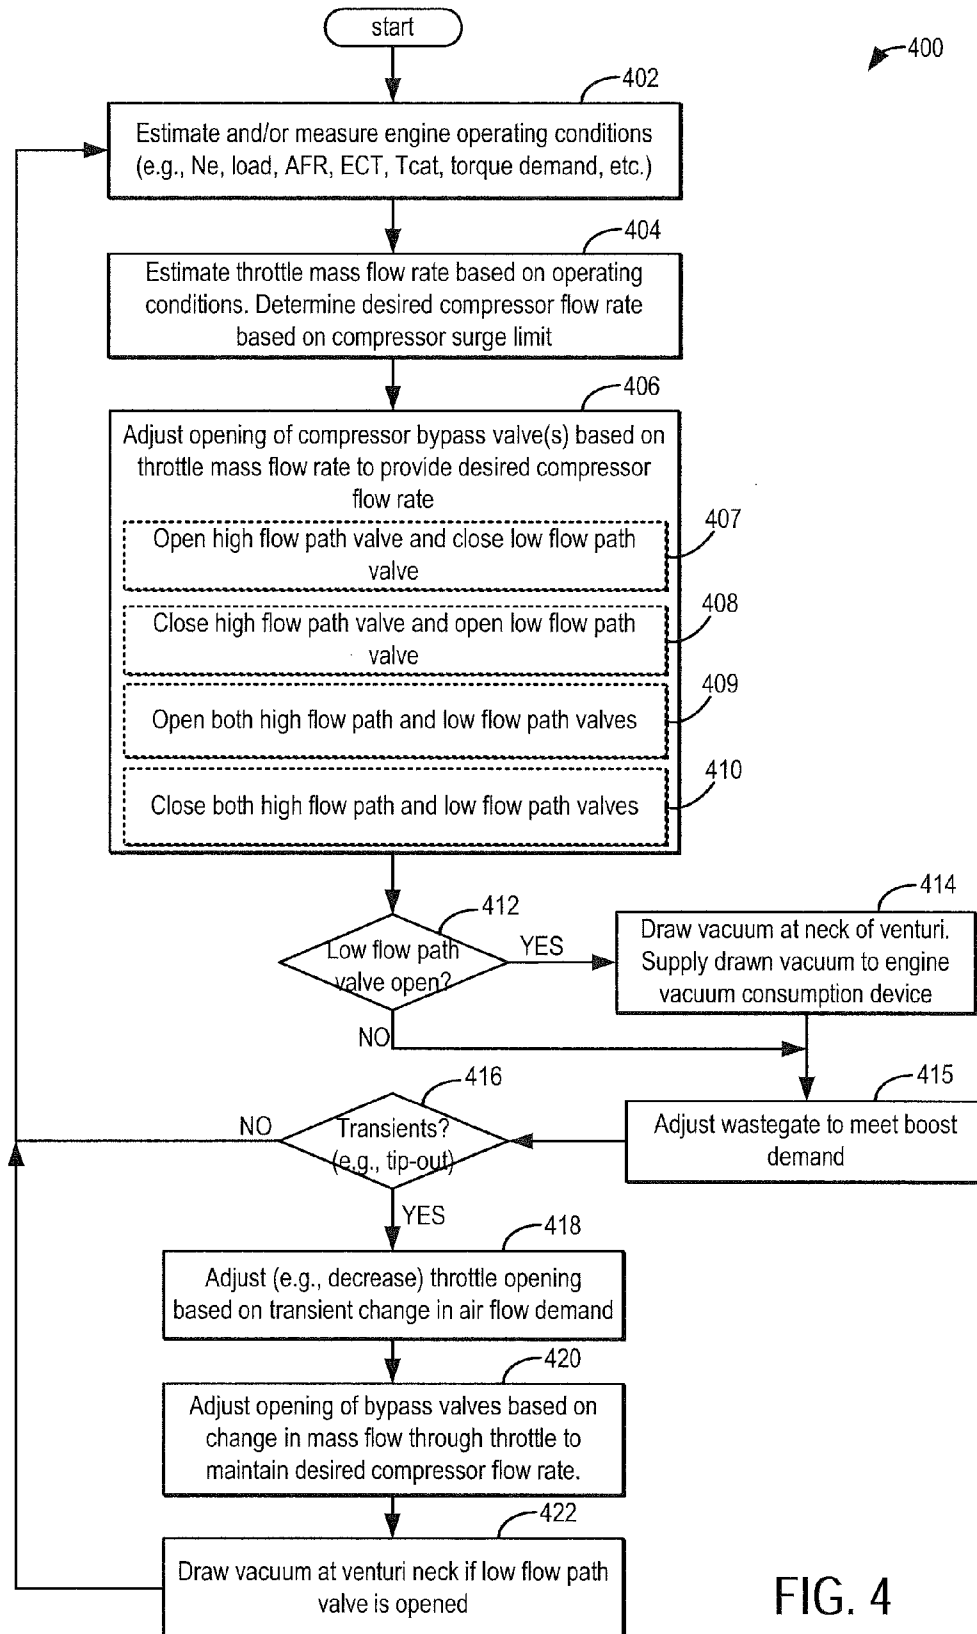 start
400
402
Estimate and/or measure engine operating conditions
(e.g., Ne, load, AFR, ECT, Tcat, torque demand, etc.)
404
Estimate throttle mass flow rate based on operating
conditions. Determine desired compressor flow rate
based on compressor surge limit
406
Adjust opening of compressor bypass valve(s) based on
throttle mass flow rate to provide desired compressor
flow rate
407
Open high flow path valve and close low flow path
valve
408
Close high flow path valve and open low flow path
valve
409
Open both high flow path and low flow path valves
410
Close both high flow path and low flow path valves
412
Low flow path
valve open?
YES
NO
414
Draw vacuum at neck of venturi.
Supply drawn vacuum to engine
vacuum consumption device
415
Adjust wastegate to meet boost
demand
416
Transients?
(e.g., tip-out)
NO
YES
418
Adjust (e.g., decrease) throttle opening
based on transient change in air flow demand
420
Adjust opening of bypass valves based on
change in mass flow through throttle to
maintain desired compressor flow rate.
422
Draw vacuum at venturi neck if low flow path
valve is opened
FIG. 4